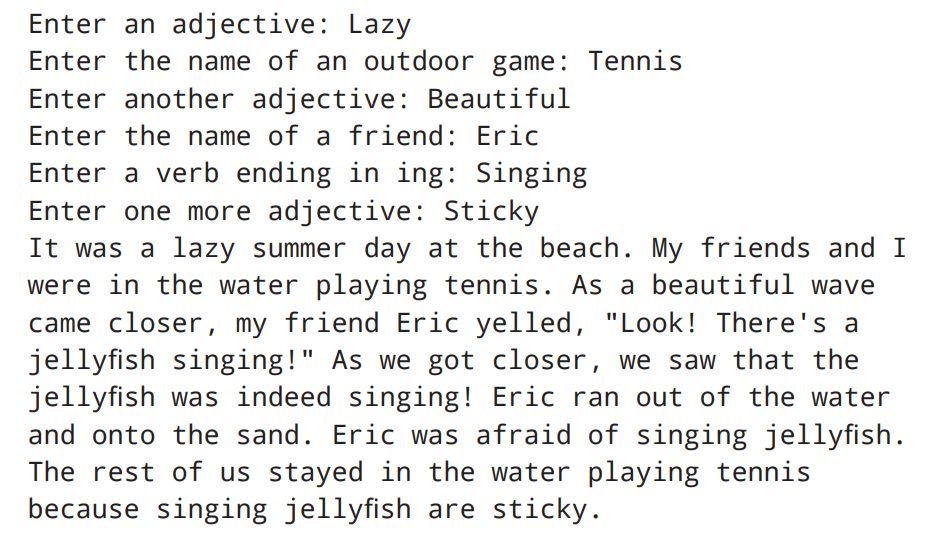 Enter an adjective: Lazy
Enter the name of an outdoor game: Tennis
Enter another adjective: Beautiful
Enter the name of a friend: Eric
Enter a verb ending in ing: Singing
Enter one more adjective: Sticky
It was a lazy summer day at the beach. My friends and I
were in the water playing tennis. As a beautiful wave
came closer, my friend Eric yelled, "Look! There's a
jellyfish singing!" As we got closer, we saw that the
jellyfish was indeed singing! Eric ran out of the water
and onto the sand. Eric was afraid of singing jellyfish.
The rest of us stayed in the water playing tennis
because singing jellyfish are sticky.